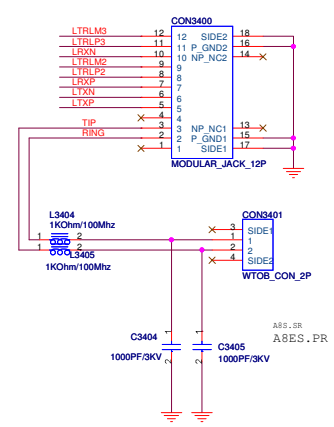 CON3400
LTRLM3 12 12 SIDE2 18
LTRLP3 11 11 P_GND2 16
LRXN 10 10 NP_NC2 14
LTRLM2 9 9
LTRLP2 8 8
LRXP 7 7
LTXN 6 6
LTXP 5 5
4 4
TIP 3 3 NP_NC1 13
RING 2 2 P_GND1 15
1 1 SIDE1 17
MODULAR_JACK_12P
L3404
1KOhm/100Mhz
1 2
1 2
L3405
1KOhm/100Mhz
CON3401
3 SIDE1
1 1
2 2
4 SIDE2
WTOB_CON_2P
A8S.SR
A8ES.PR
1 1
C3404 C3405
1000PF/3KV 1000PF/3KV
2 2